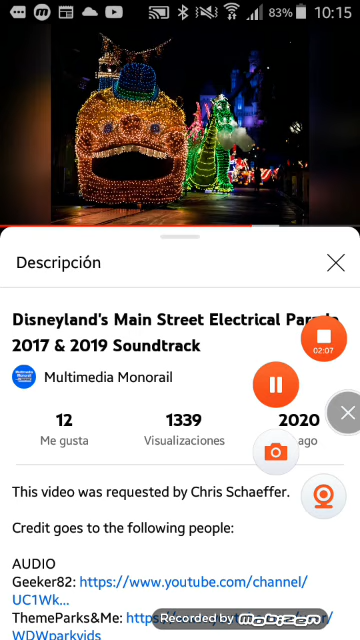 83% 10:15
Descripción
Disneyland's Main Street Electrical Parade
2017 & 2019 Soundtrack
02:07
Multimedia Monorail
12 1339 2020
Me gusta Visualizaciones ago
This video was requested by Chris Schaeffer.
Credit goes to the following people:
AUDIO
Geeker82: https://www.youtube.com/channel/
UC1Wk...
ThemeParks&Me:
Recorded by mobizen
WDWparkvids